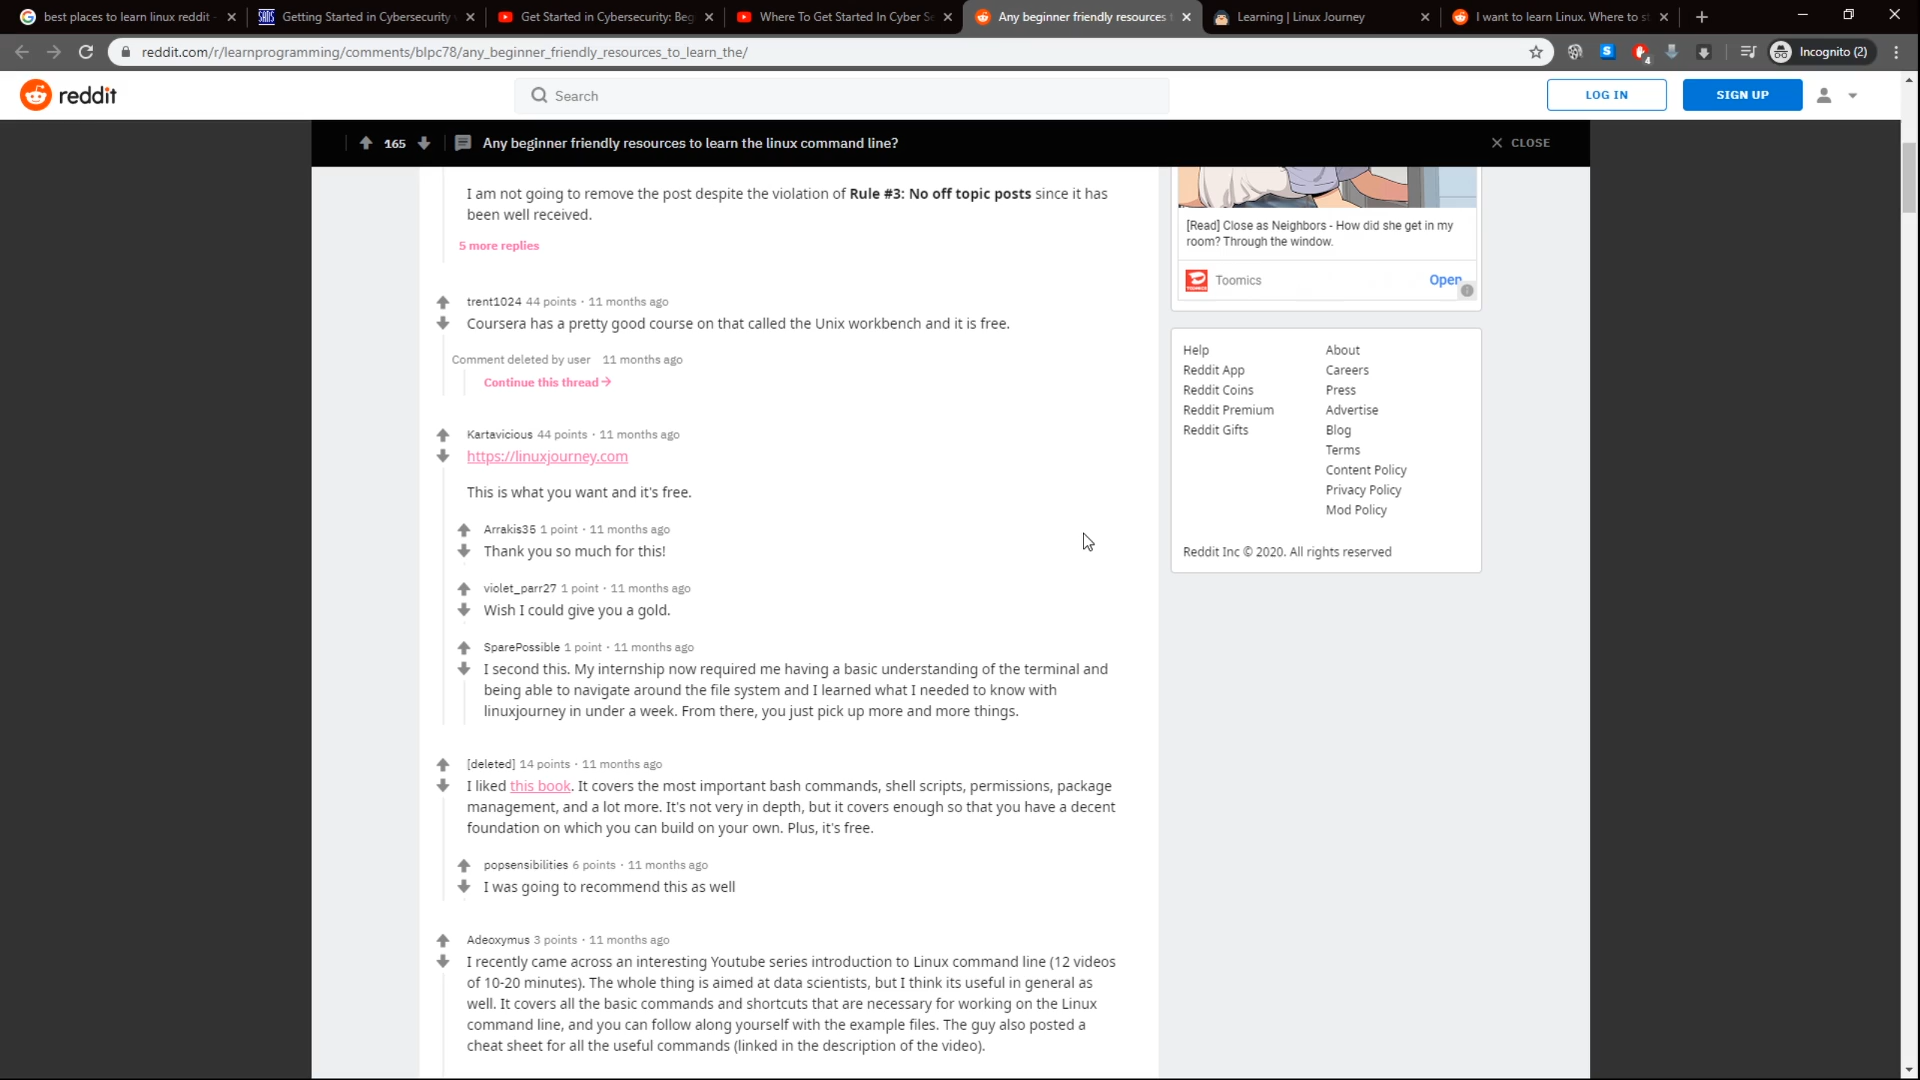 best places to learn linux reddit
Getting Started in Cybersecurity
Get Started in Cybersecurity: Beg
Where To Get Started In Cyber Se
Any beginner friendly resources t
Learning | Linux Journey
I want to learn Linux. Where to st
reddit.com/r/learnprogramming/comments/blpc78/any_beginner_friendly_resources_to_learn_the/
4
Incognito (2)
reddit
Search
LOG IN
SIGN UP
165
Any beginner friendly resources to learn the linux command line?
CLOSE
I am not going to remove the post despite the violation of Rule #3: No off topic posts since it has
been well received.
5 more replies
trent1024 44 points · 11 months ago
Coursera has a pretty good course on that called the Unix workbench and it is free.
Comment deleted by user 11 months ago
Continue this thread
Kartavicious 44 points · 11 months ago
https://linuxjourney.com
This is what you want and it's free.
Arrakis35 1 point · 11 months ago
Thank you so much for this!
violet_parr27 1 point · 11 months ago
Wish I could give you a gold.
SparePossible 1 point · 11 months ago
I second this. My internship now required me having a basic understanding of the terminal and
being able to navigate around the file system and I learned what I needed to know with
linuxjourney in under a week. From there, you just pick up more and more things.
[deleted] 14 points · 11 months ago
I liked this book. It covers the most important bash commands, shell scripts, permissions, package
management, and a lot more. It's not very in depth, but it covers enough so that you have a decent
foundation on which you can build on your own. Plus, it's free.
popsensibilities 6 points · 11 months ago
I was going to recommend this as well
Adeoxymus 3 points · 11 months ago
I recently came across an interesting Youtube series introduction to Linux command line (12 videos
of 10-20 minutes). The whole thing is aimed at data scientists, but I think its useful in general as
well. It covers all the basic commands and shortcuts that are necessary for working on the Linux
command line, and you can follow along yourself with the example files. The guy also posted a
cheat sheet for all the useful commands (linked in the description of the video).
[Read] Close as Neighbors - How did she get in my
room? Through the window.
Toomics
Open
Help
About
Reddit App
Careers
Reddit Coins
Press
Reddit Premium
Advertise
Reddit Gifts
Blog
Terms
Content Policy
Privacy Policy
Mod Policy
Reddit Inc © 2020. All rights reserved